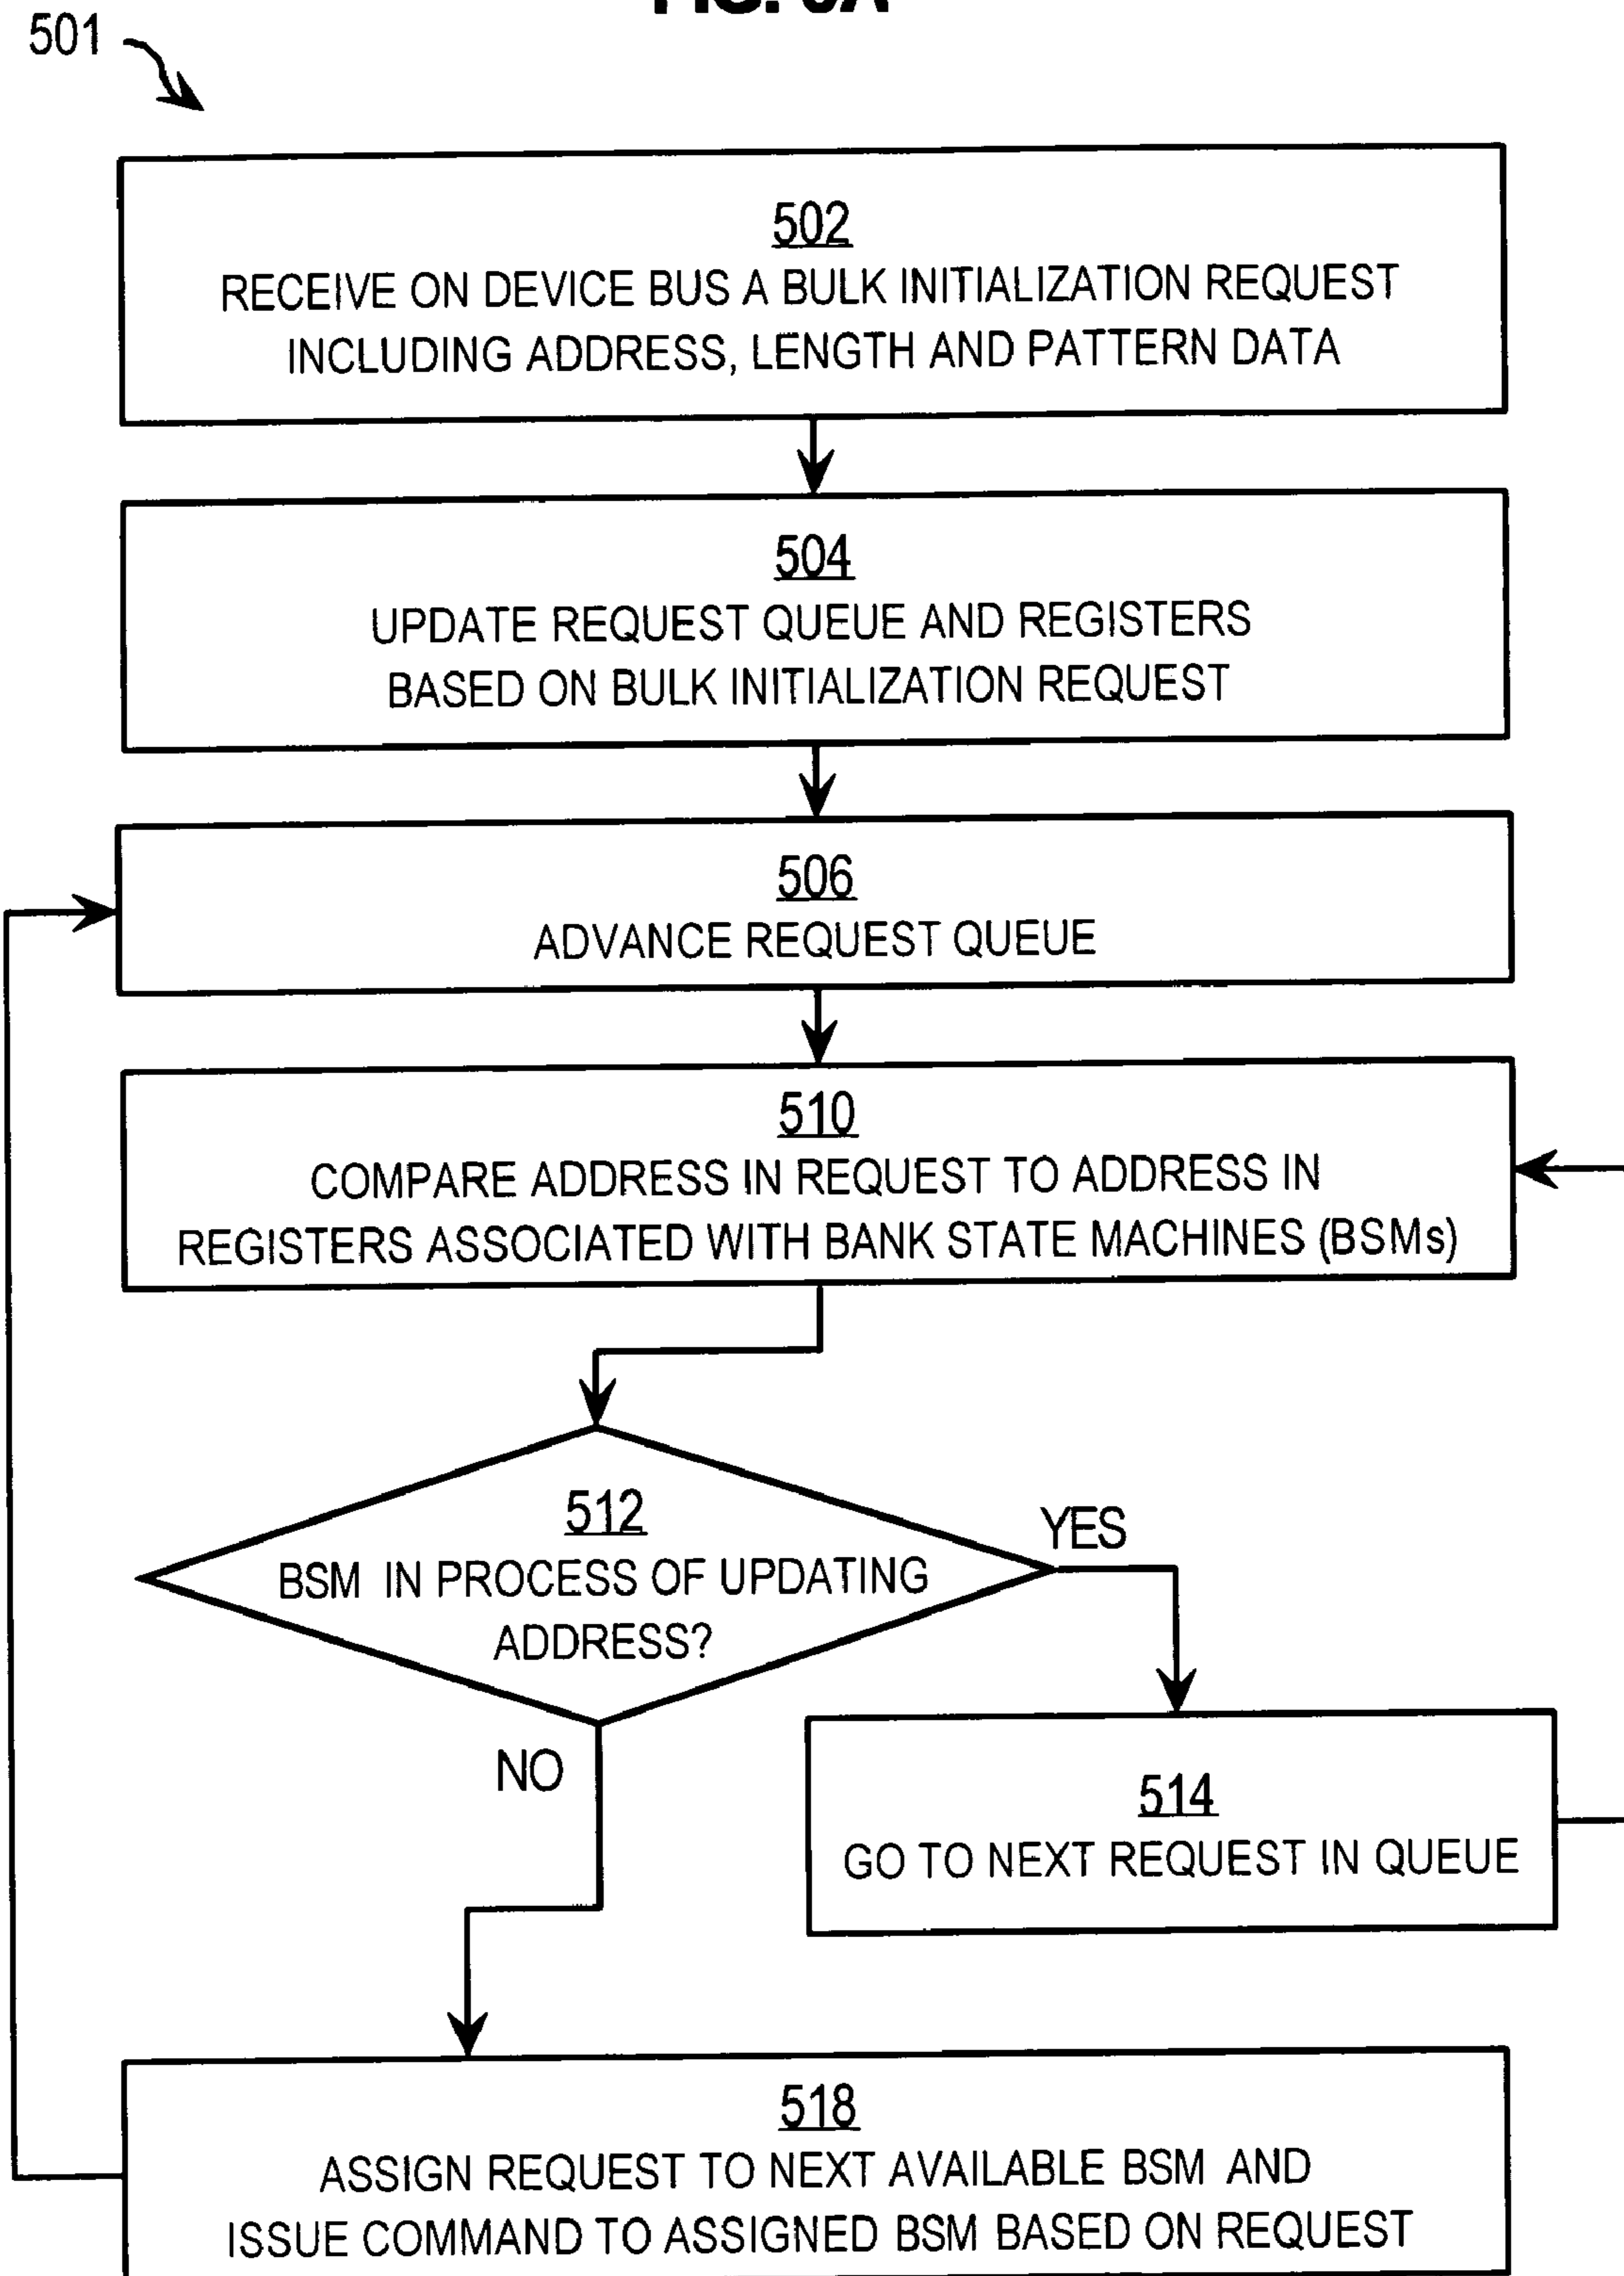 501
502
RECEIVE ON DEVICE BUS A BULK INITIALIZATION REQUEST
INCLUDING ADDRESS, LENGTH AND PATTERN DATA
504
UPDATE REQUEST QUEUE AND REGISTERS
BASED ON BULK INITIALIZATION REQUEST
506
ADVANCE REQUEST QUEUE
510
COMPARE ADDRESS IN REQUEST TO ADDRESS IN
REGISTERS ASSOCIATED WITH BANK STATE MACHINES (BSMs)
512
BSM IN PROCESS OF UPDATING
ADDRESS?
YES
NO
514
GO TO NEXT REQUEST IN QUEUE
518
ASSIGN REQUEST TO NEXT AVAILABLE BSM AND
ISSUE COMMAND TO ASSIGNED BSM BASED ON REQUEST